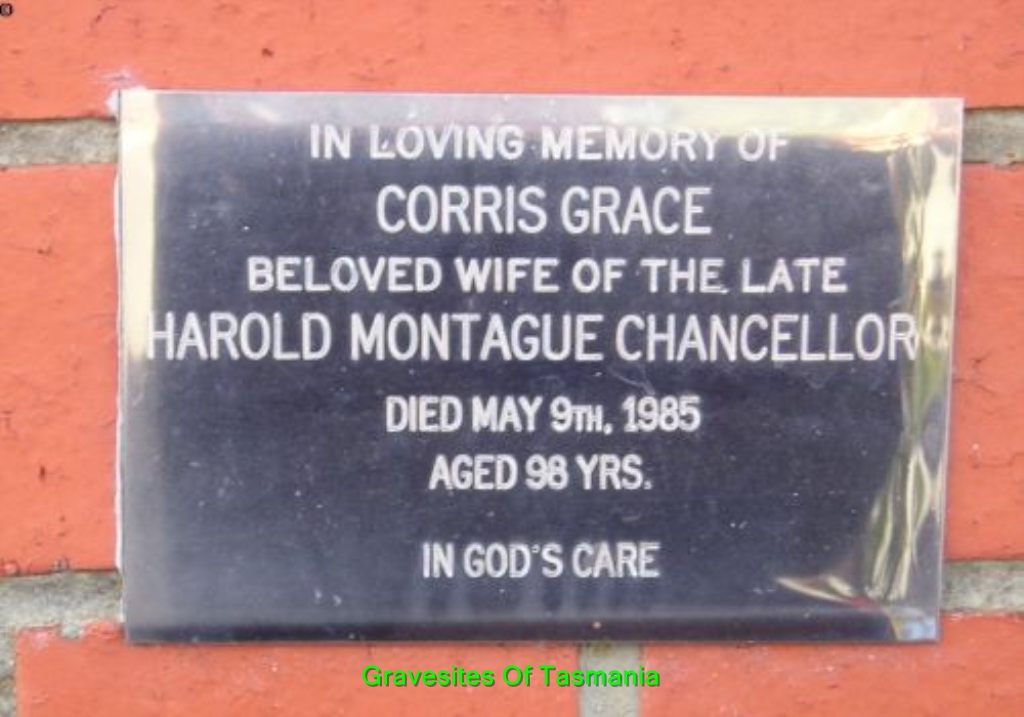 IN LOVING MEMORY OF
CORRIS GRACE
BELOVED WIFE OF THE LATE
HAROLD MONTAGUE CHANCELLOR
DIED MAY 9TH, 1985
AGED 98 YRS.
IN GOD'S CARE
Gravesites Of Tasmania